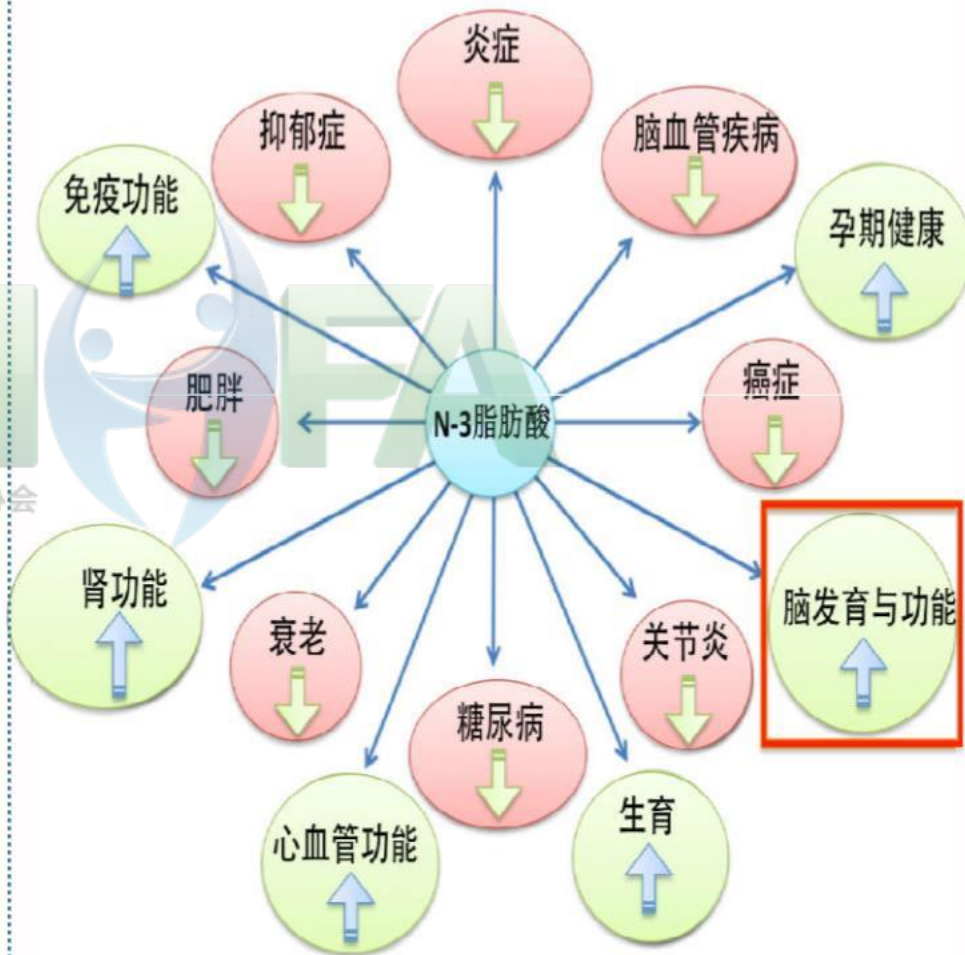 炎症
抑郁症
脑血管疾病
免疫功能
孕期健康
肥胖
癌症
N-3脂肪酸
肾功能
脑发育与功能
衰老
关节炎
糖尿病
心血管功能
生育
FA
会